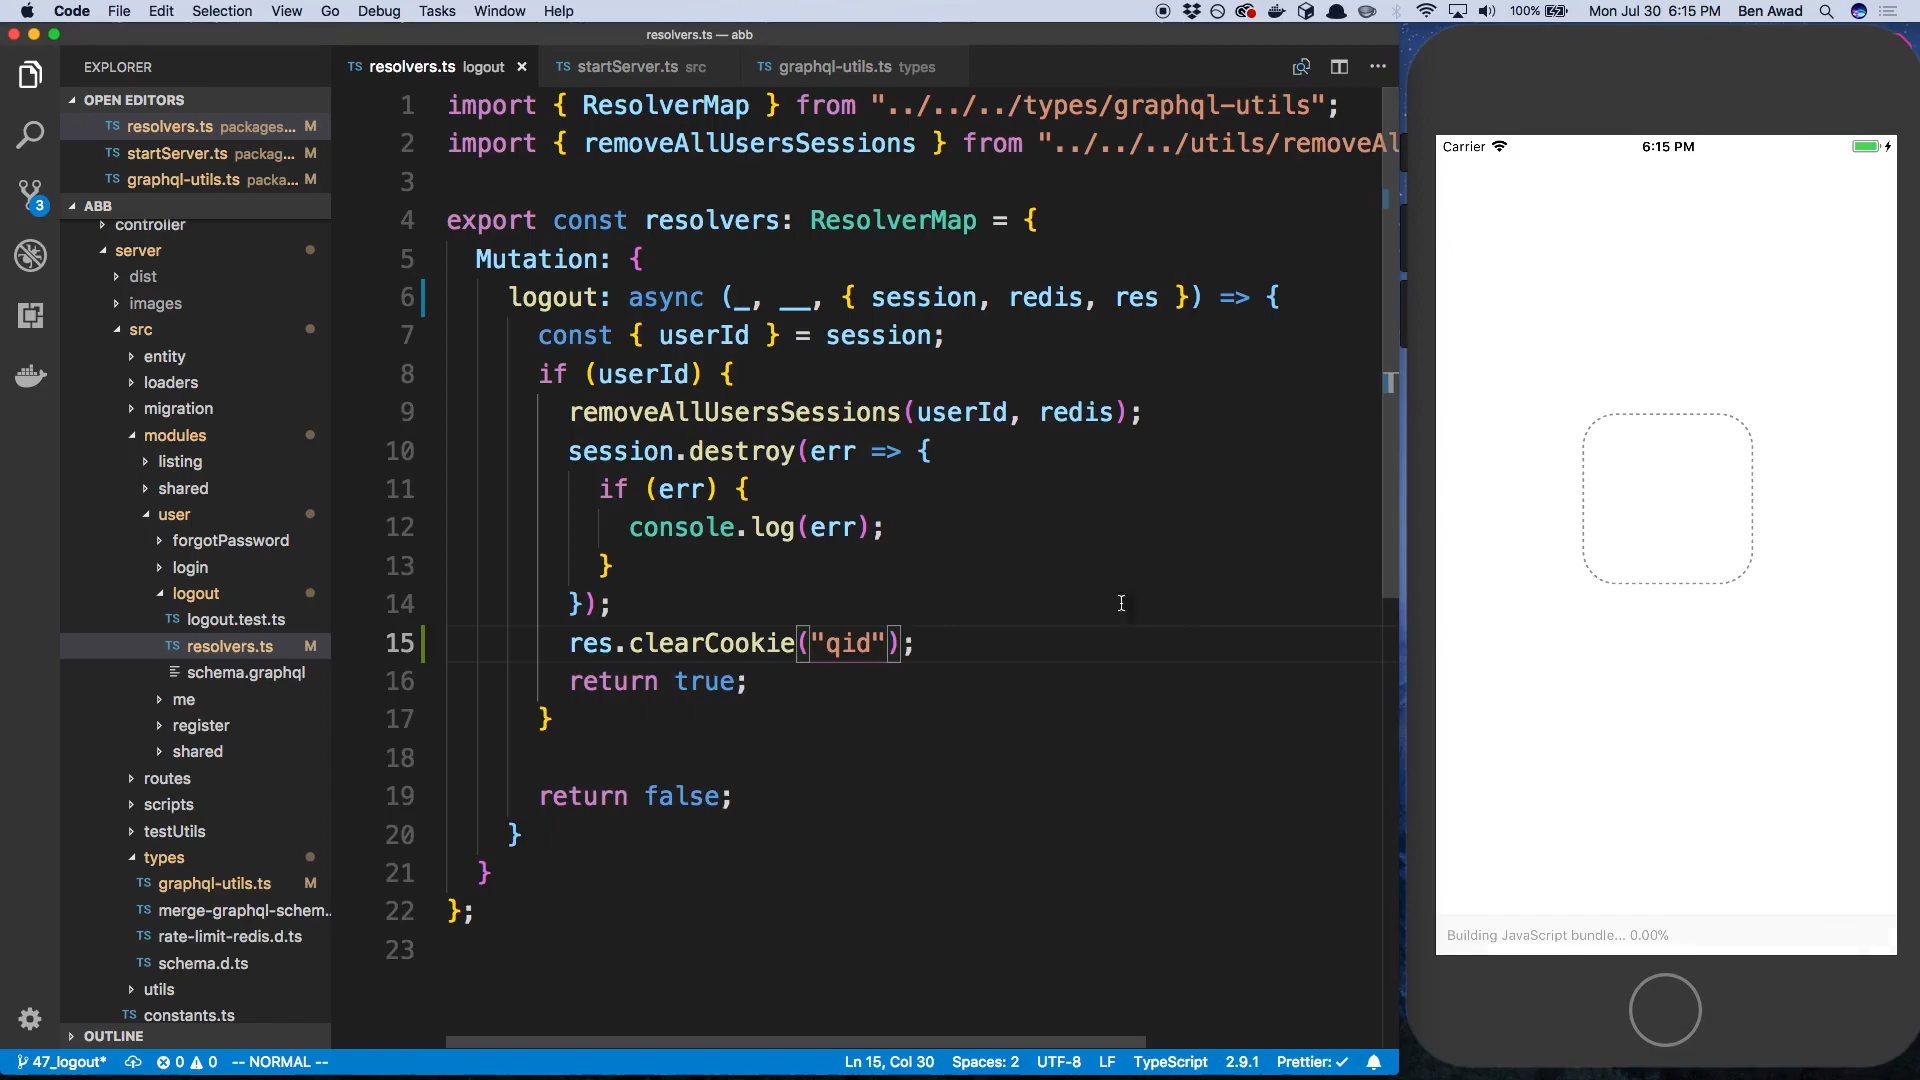 Code File Edit Selection View Go Debug Tasks Window Help 100% Mon Jul 30 6:15 PM Ben Awad
resolvers.ts — abb
EXPLORER
OPEN EDITORS
TS resolvers.ts packages... M
TS startServer.ts packag... M
TS graphql-utils.ts packa... M
ABB
controller
server
dist
images
src
entity
loaders
migration
modules
listing
shared
user
forgotPassword
login
logout
TS logout.test.ts
TS resolvers.ts M
schema.graphql
me
register
shared
routes
scripts
testUtils
types
TS graphql-utils.ts M
TS merge-graphql-schem...
TS rate-limit-redis.d.ts
TS schema.d.ts
utils
TS constants.ts
OUTLINE
3
TS resolvers.ts logout TS startServer.ts src TS graphql-utils.ts types
1 import { ResolverMap } from "../../../types/graphql-utils";
2 import { removeAllUsersSessions } from "../../../utils/removeAl
3
4 export const resolvers: ResolverMap = {
5 Mutation: {
6 logout: async (_, __, { session, redis, res }) => {
7 const { userId } = session;
8 if (userId) {
9 removeAllUsersSessions(userId, redis);
10 session.destroy(err => {
11 if (err) {
12 console.log(err);
13 }
14 });
15 res.clearCookie("qid");
16 return true;
17 }
18
19 return false;
20 }
21 }
22 };
23
47_logout* 0 0 -- NORMAL -- Ln 15, Col 30 Spaces: 2 UTF-8 LF TypeScript 2.9.1 Prettier: ✓
Carrier 6:15 PM
Building JavaScript bundle... 0.00%